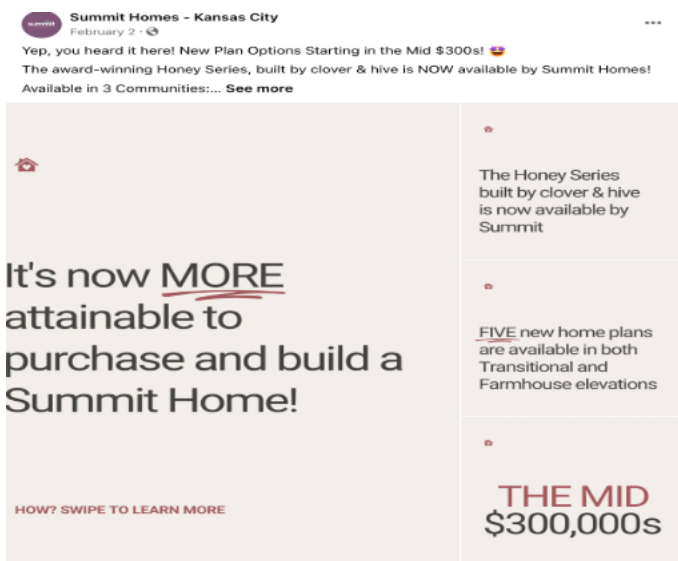 summit
Summit Homes - Kansas City
February 2 ·
Yep, you heard it here! New Plan Options Starting in the Mid $300s! 🤩
The award-winning Honey Series, built by clover & hive is NOW available by Summit Homes!
Available in 3 Communities:... See more
It's now MORE
attainable to
purchase and build a
Summit Home!
HOW? SWIPE TO LEARN MORE
The Honey Series
built by clover & hive
is now available by
Summit
FIVE new home plans
are available in both
Transitional and
Farmhouse elevations
THE MID
$300,000s